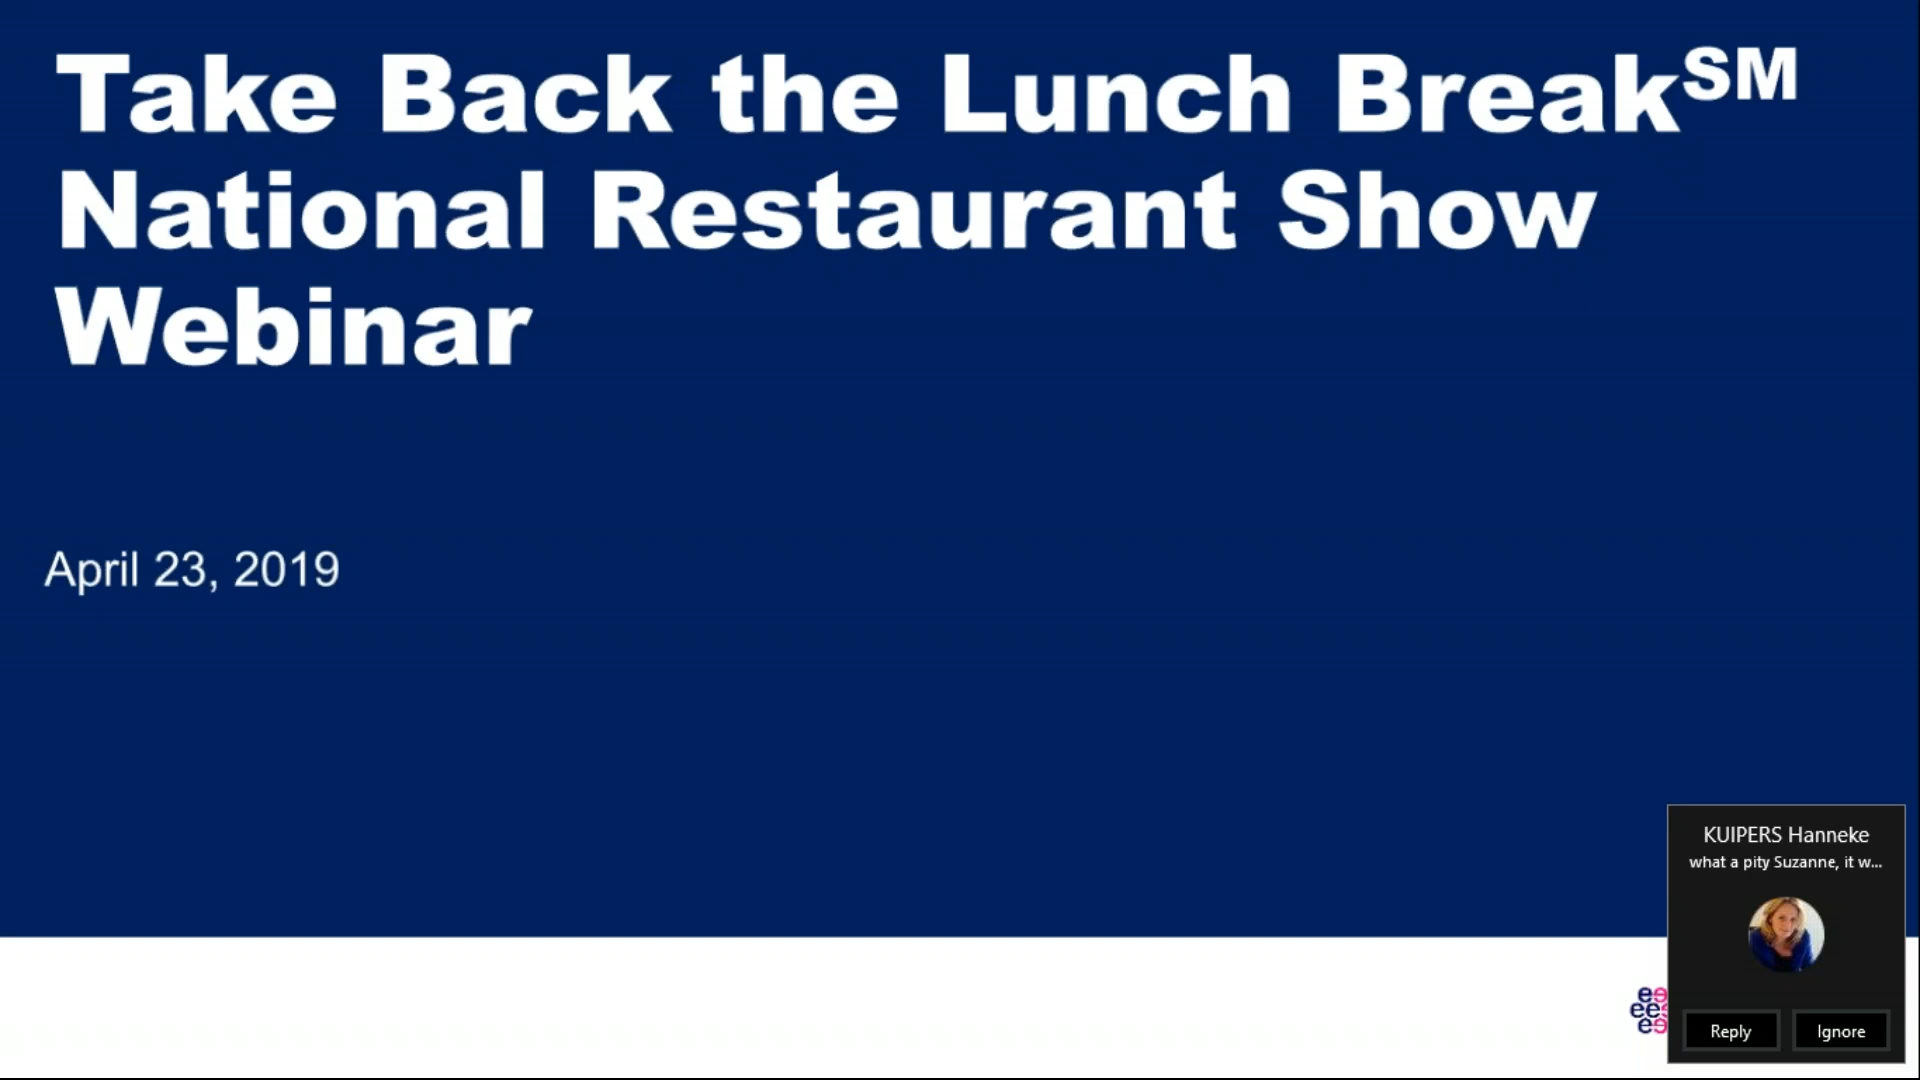 Take Back the Lunch Break℠
National Restaurant Show
Webinar
April 23, 2019
KUIPERS Hanneke
what a pity Suzanne, it w...
Reply
Ignore